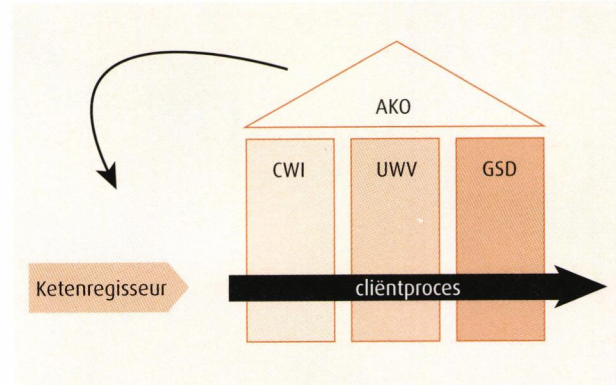 AKO
CWI
UWV
GSD
Ketenregisseur
cliëntproces